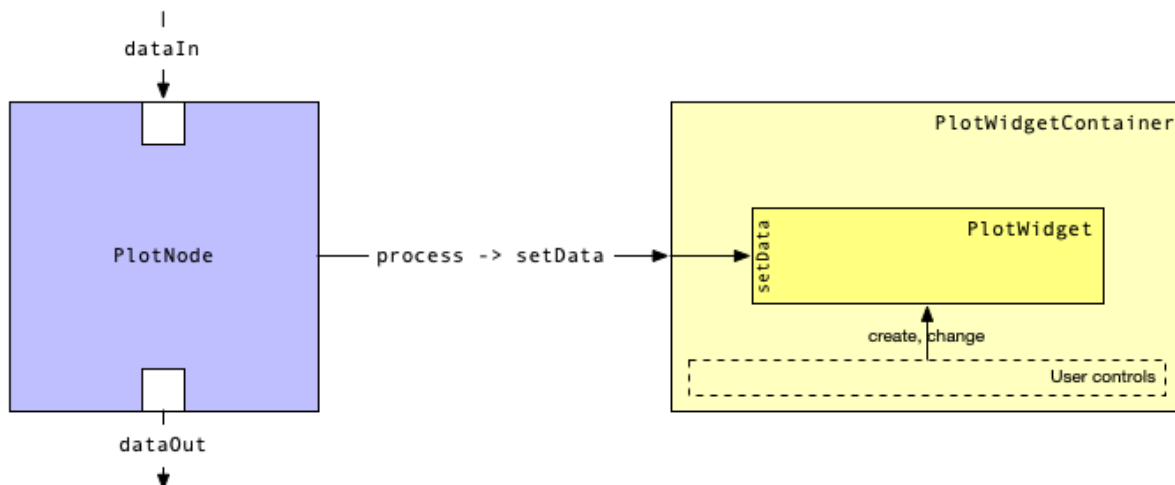 dataIn
PlotWidgetContainer
PlotWidget
setData
PlotNode
process -> setData
create, change
User controls
dataOut